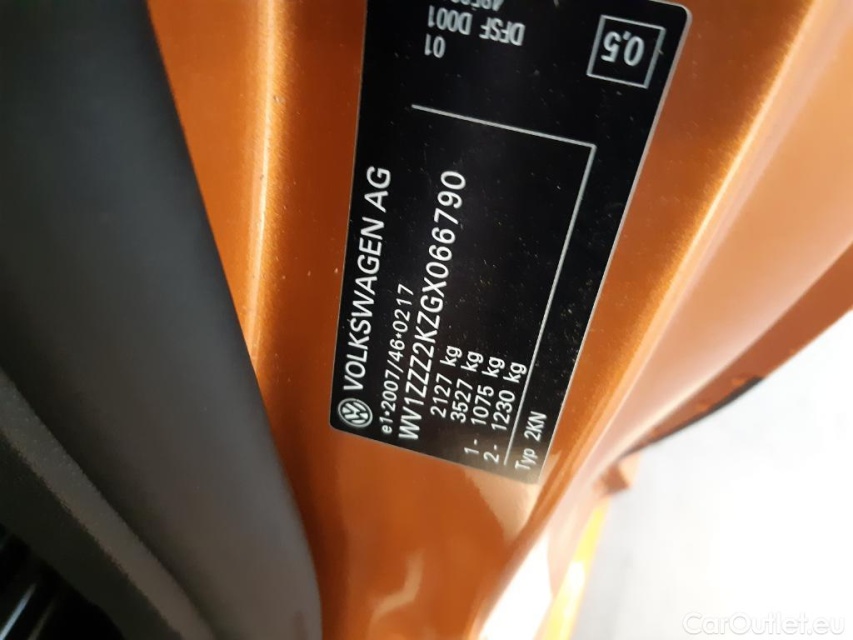 VOLKSWAGEN AG
e1*2007/46*0217
WV1ZZZ2KZGX066790
2127 kg
3527 kg
1- 1075 kg
2- 1230 kg
Typ 2KN
01
DFSF D001
0,5
CarOutlet.eu